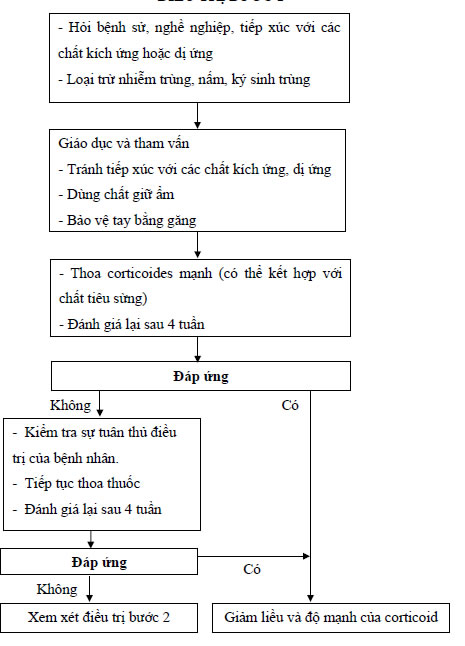 - Hỏi bệnh sử, nghề nghiệp, tiếp xúc với các
chất kích ứng hoặc dị ứng
- Loại trừ nhiễm trùng, nấm, ký sinh trùng
Giáo dục và tham vấn
- Tránh tiếp xúc với các chất kích ứng, dị ứng
- Dùng chất giữ ẩm
- Bảo vệ tay bằng găng
- Thoa corticoides mạnh (có thể kết hợp với
chất tiêu sừng)
- Đánh giá lại sau 4 tuần
Đáp ứng
Không
Có
- Kiểm tra sự tuân thủ điều
trị của bệnh nhân.
- Tiếp tục thoa thuốc
- Đánh giá lại sau 4 tuần
Đáp ứng
Có
Không
Xem xét điều trị bước 2
Giảm liều và độ mạnh của corticoid